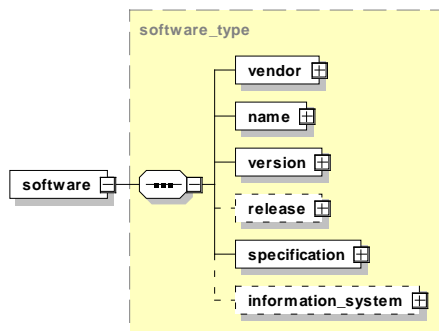 software_type
vendor
name
version
software
release
specification
information_system